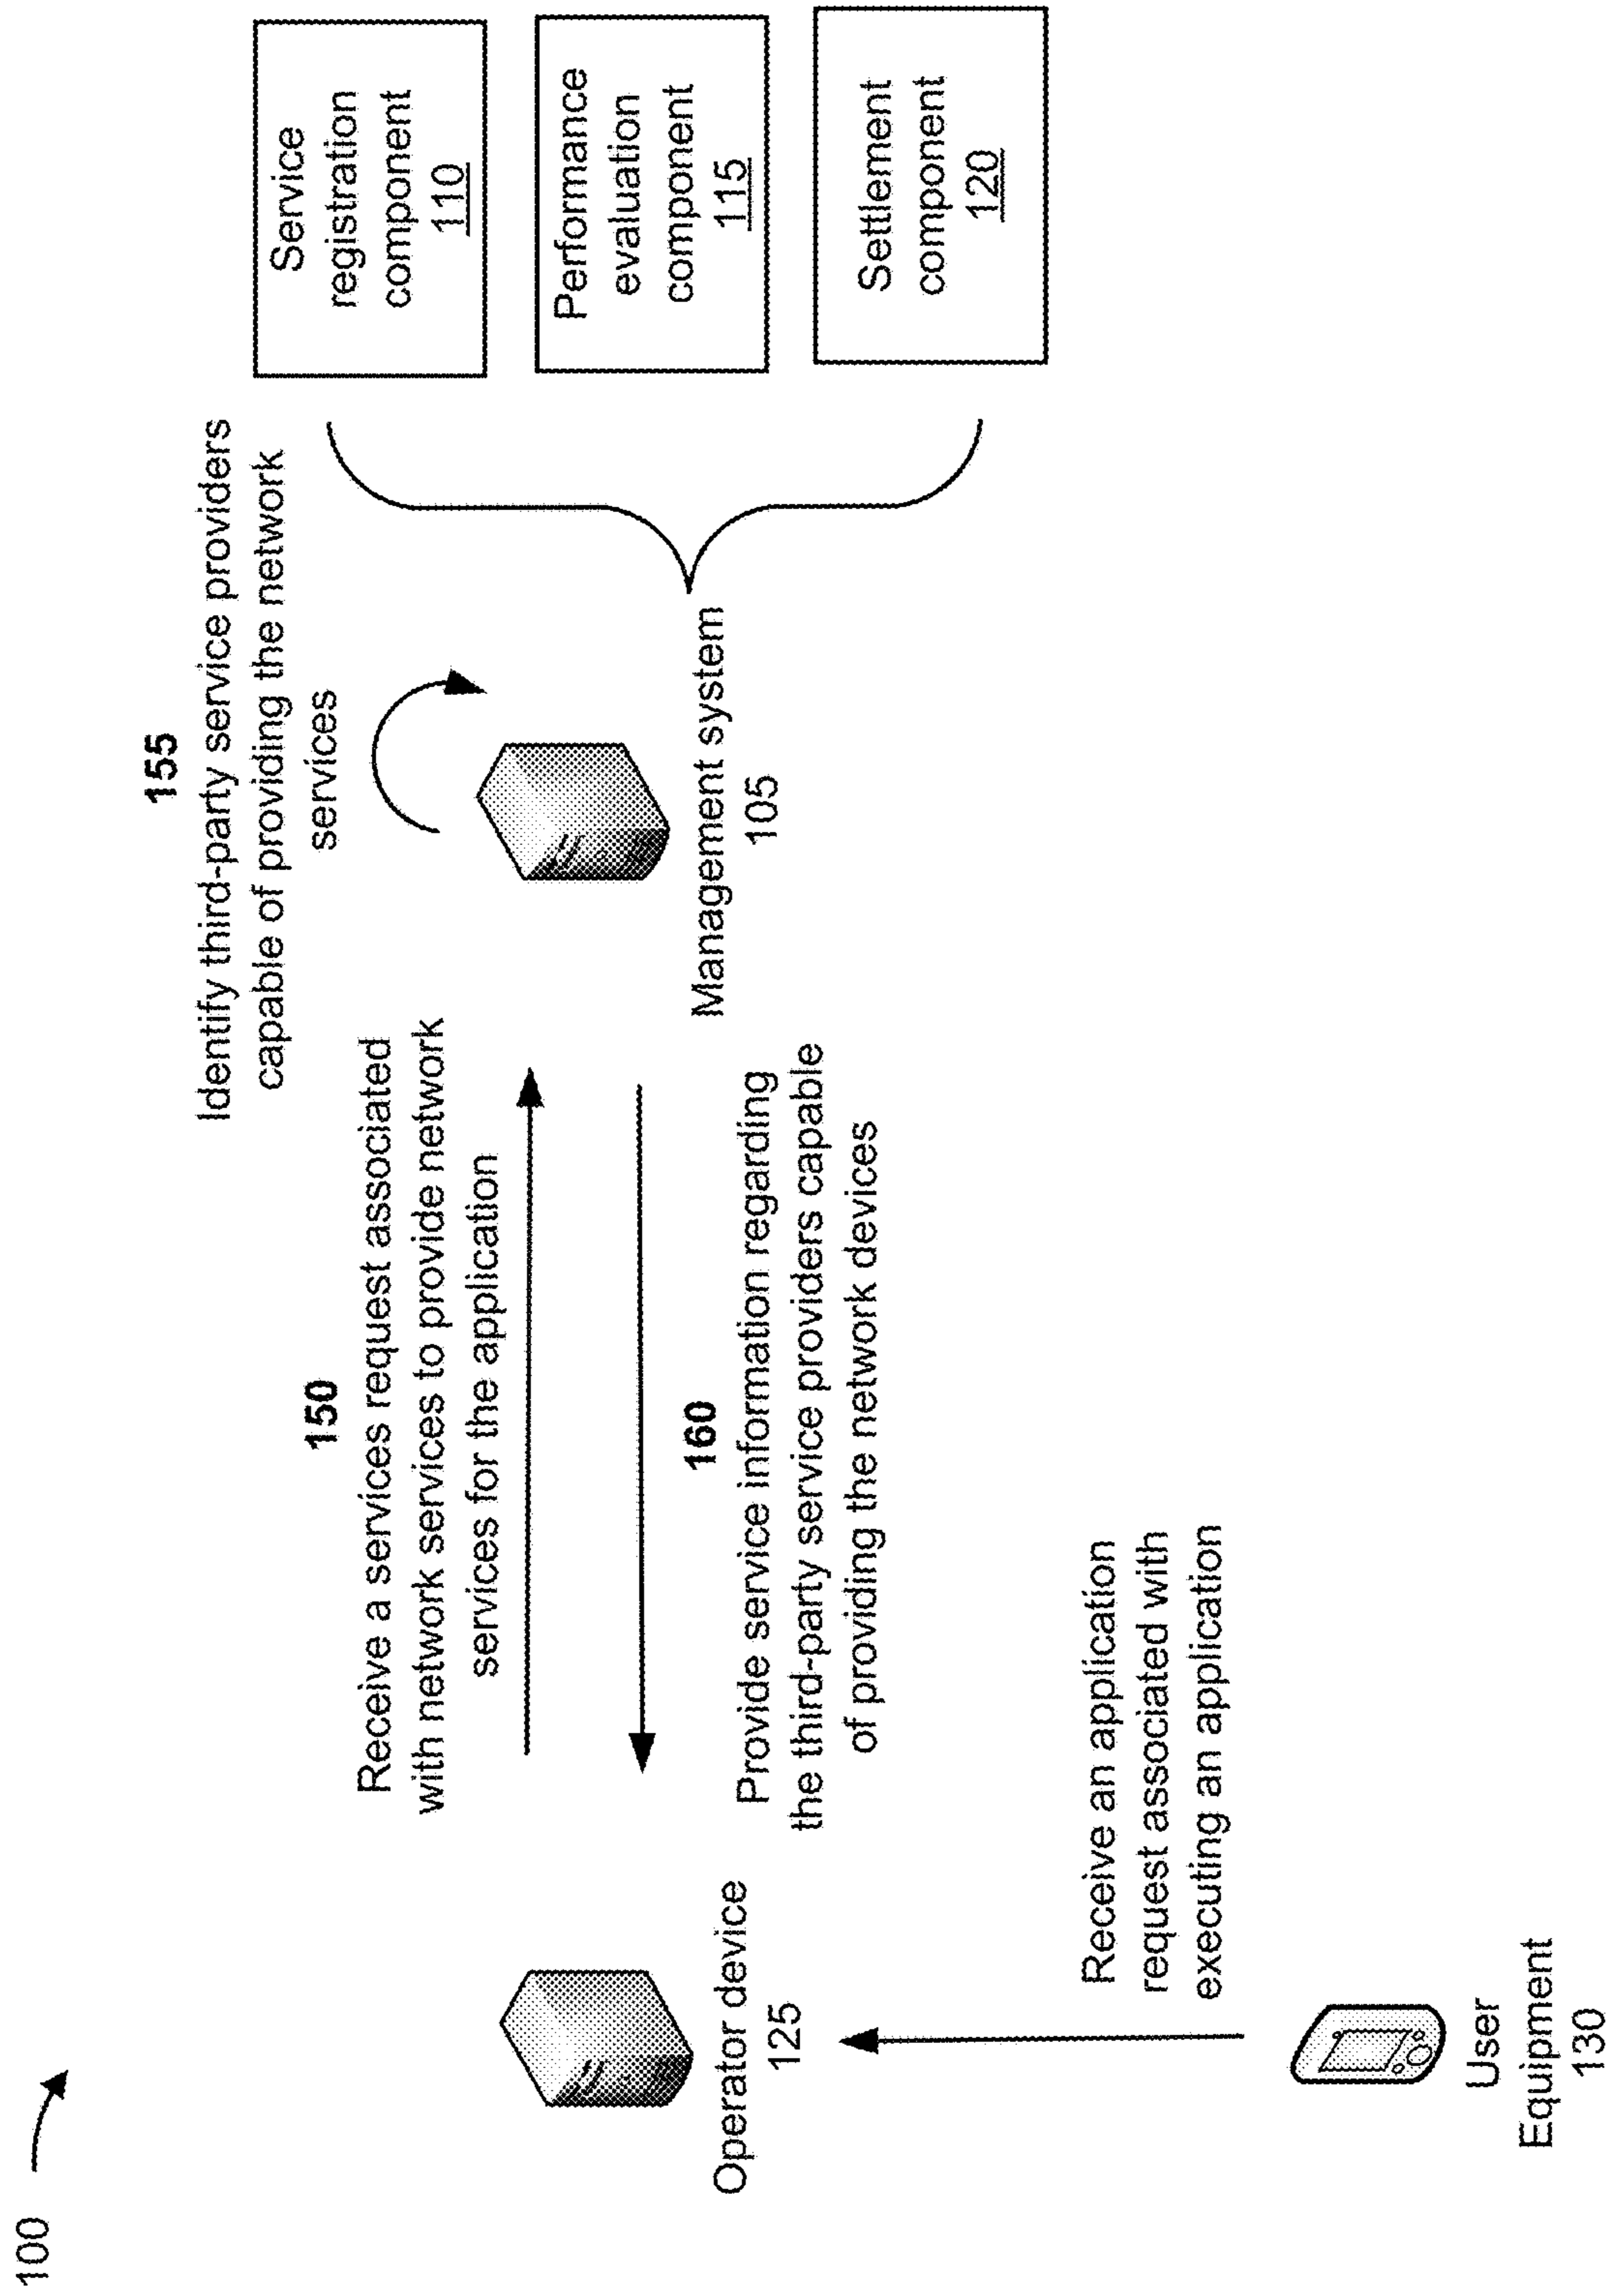 100
155
Identify third-party service providers
capable of providing the network
services
150
Receive a services request associated
with network services to provide network
services for the application
160
Provide service information regarding
the third-party service providers capable
of providing the network devices
Operator device
125
Management system
105
Service
registration
component
110
Performance
evaluation
component
115
Settlement
component
120
Receive an application
request associated with
executing an application
User
Equipment
130